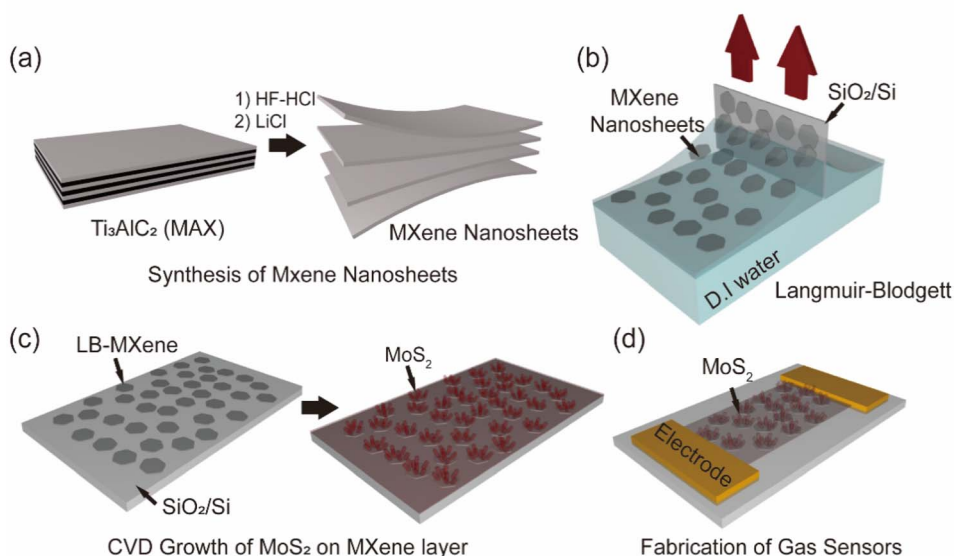 (a)
1) HF-HCl
2) LiCl
Ti₃AlC₂ (MAX)
MXene Nanosheets
Synthesis of Mxene Nanosheets
(b)
MXene
Nanosheets
SiO₂/Si
D.I water
Langmuir-Blodgett
(c)
LB-MXene
SiO₂/Si
MoS₂
CVD Growth of MoS₂ on MXene layer
(d)
MoS₂
Electrode
Fabrication of Gas Sensors